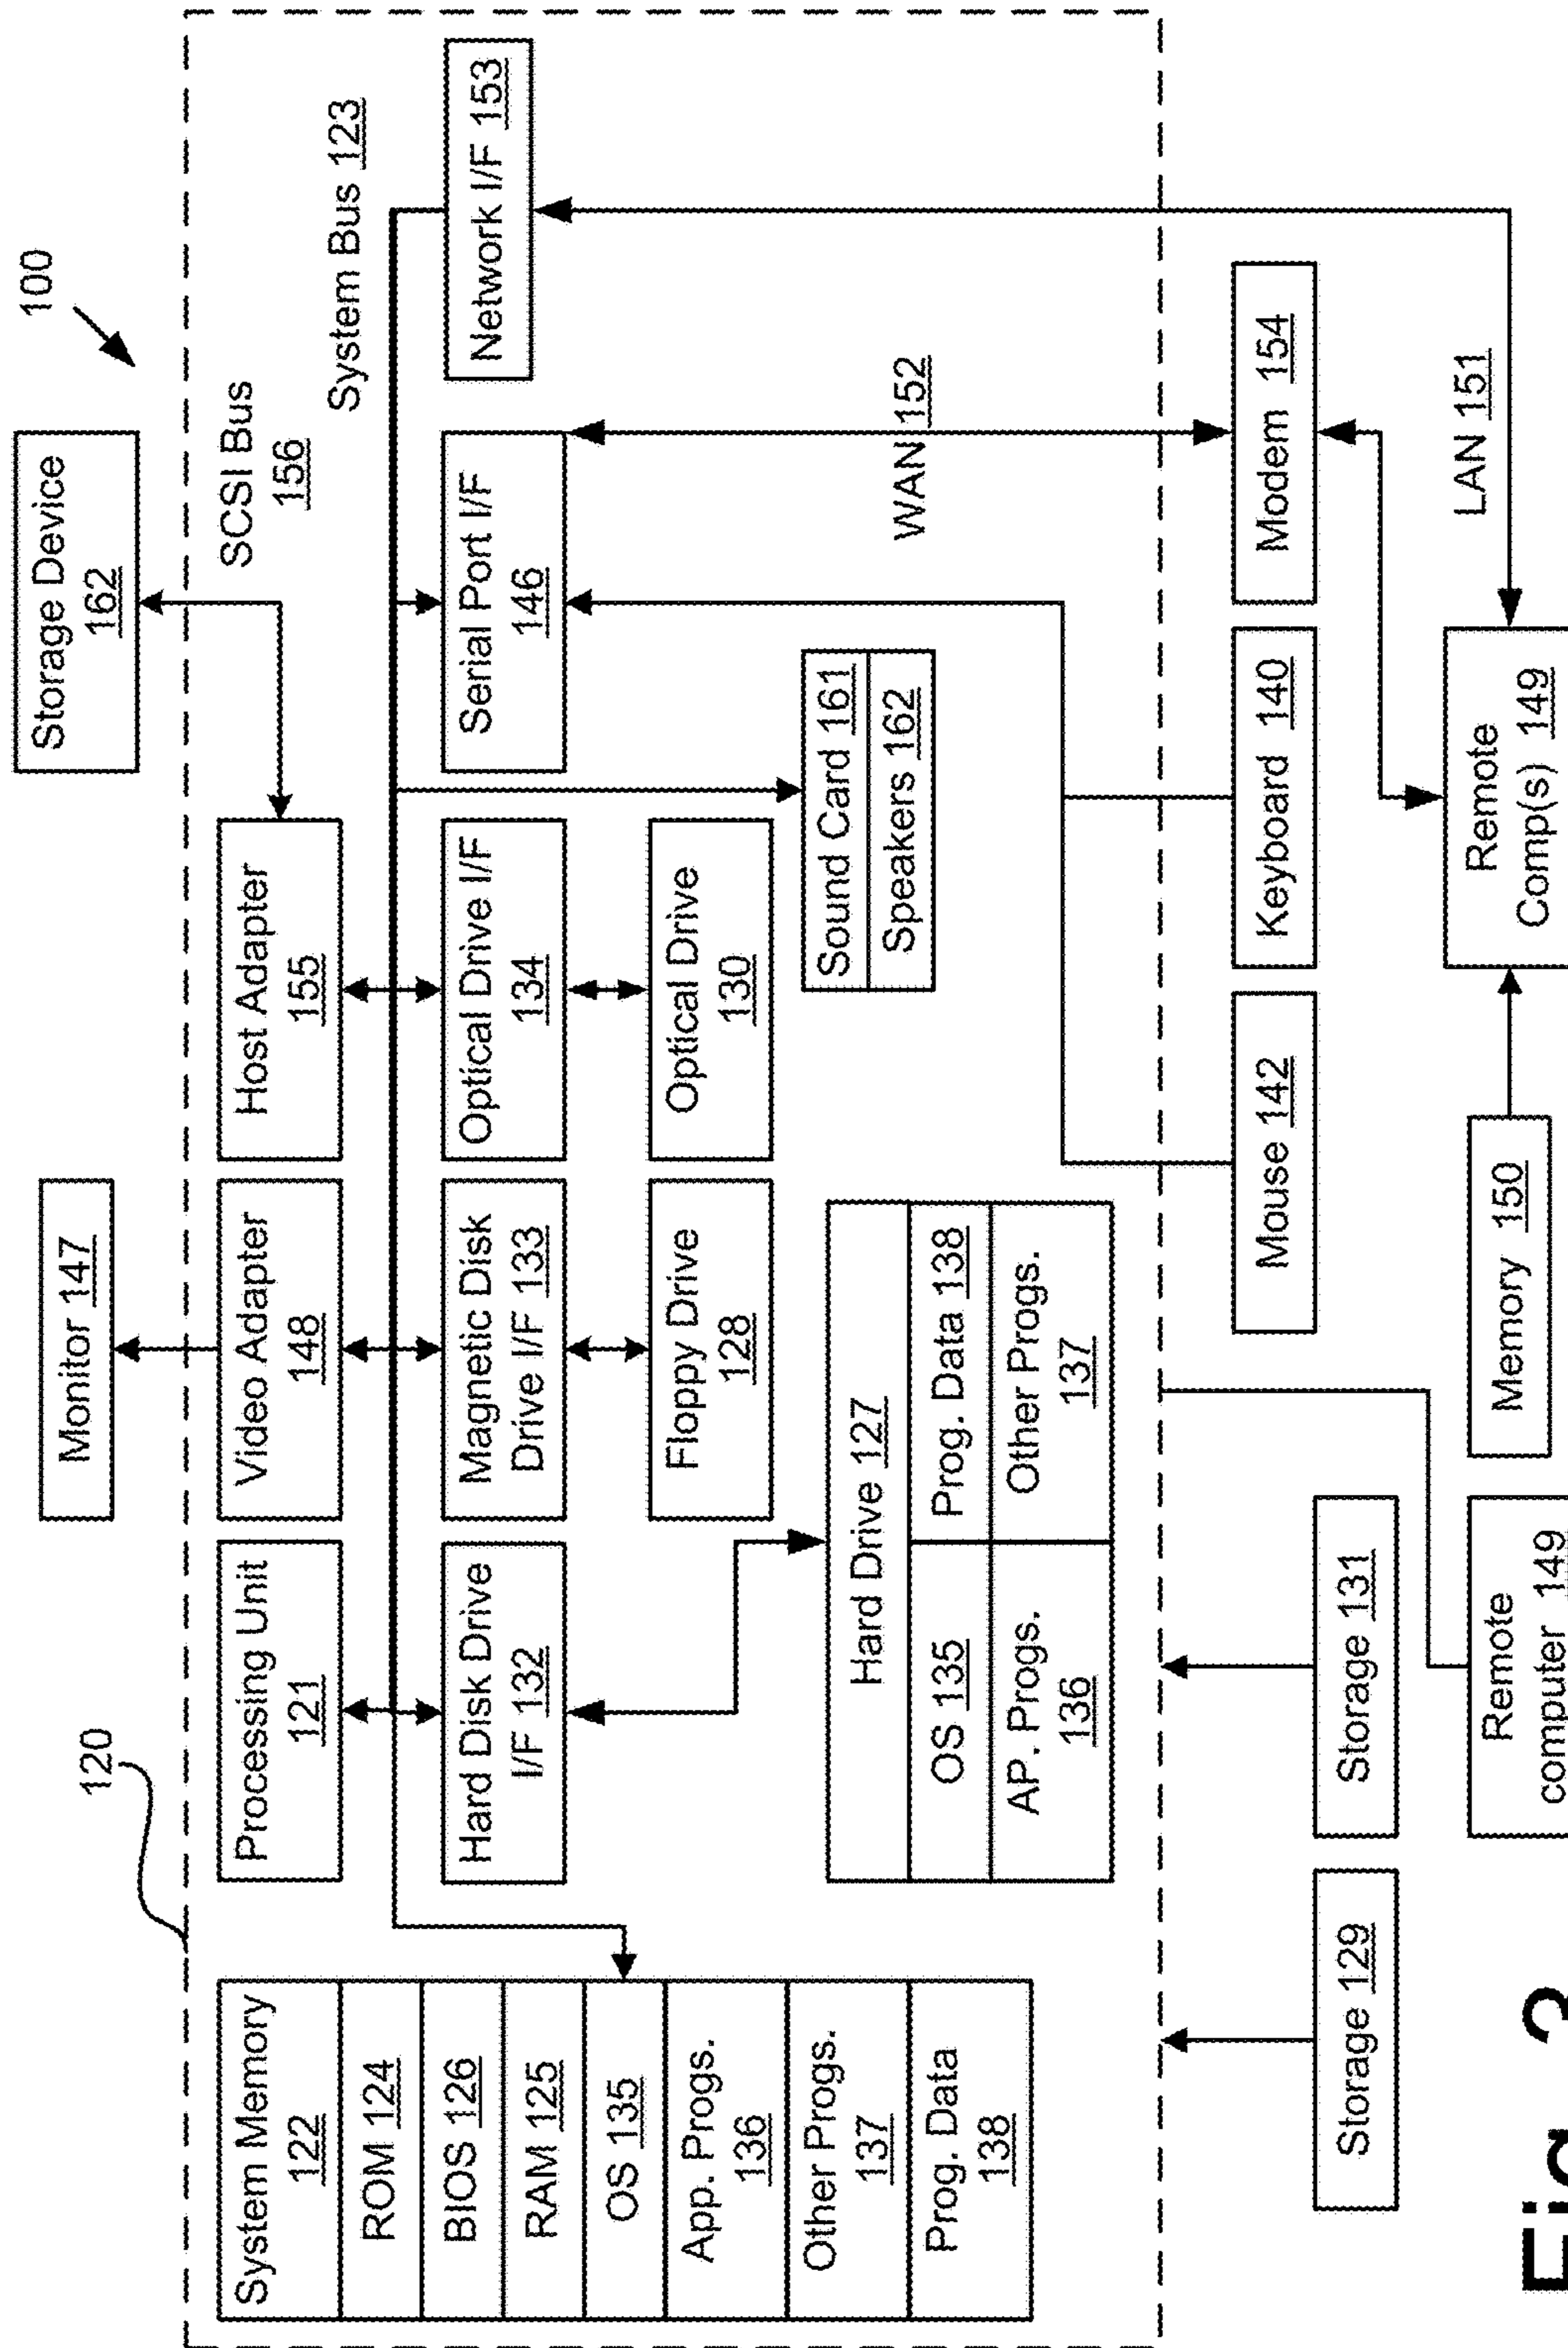 100
120
Monitor 147
Storage Device
162
System Memory
122
ROM 124
BIOS 126
RAM 125
OS 135
App. Progs.
136
Other Progs.
137
Prog. Data
138
Processing Unit
121
Video Adapter
148
Host Adapter
155
SCSI Bus
156
System Bus 123
Hard Disk Drive
I/F 132
Magnetic Disk
Drive I/F 133
Optical Drive I/F
134
Serial Port I/F
146
Network I/F 153
Floppy Drive
128
Optical Drive
130
Sound Card 161
Speakers 162
Hard Drive 127
OS 135
Prog. Data 138
AP. Progs.
136
Other Progs.
137
WAN 152
Storage 129
Storage 131
Mouse 142
Keyboard 140
Modem 154
Remote
computer 149
Memory 150
Remote
Comp(s) 149
LAN 151
Fig.